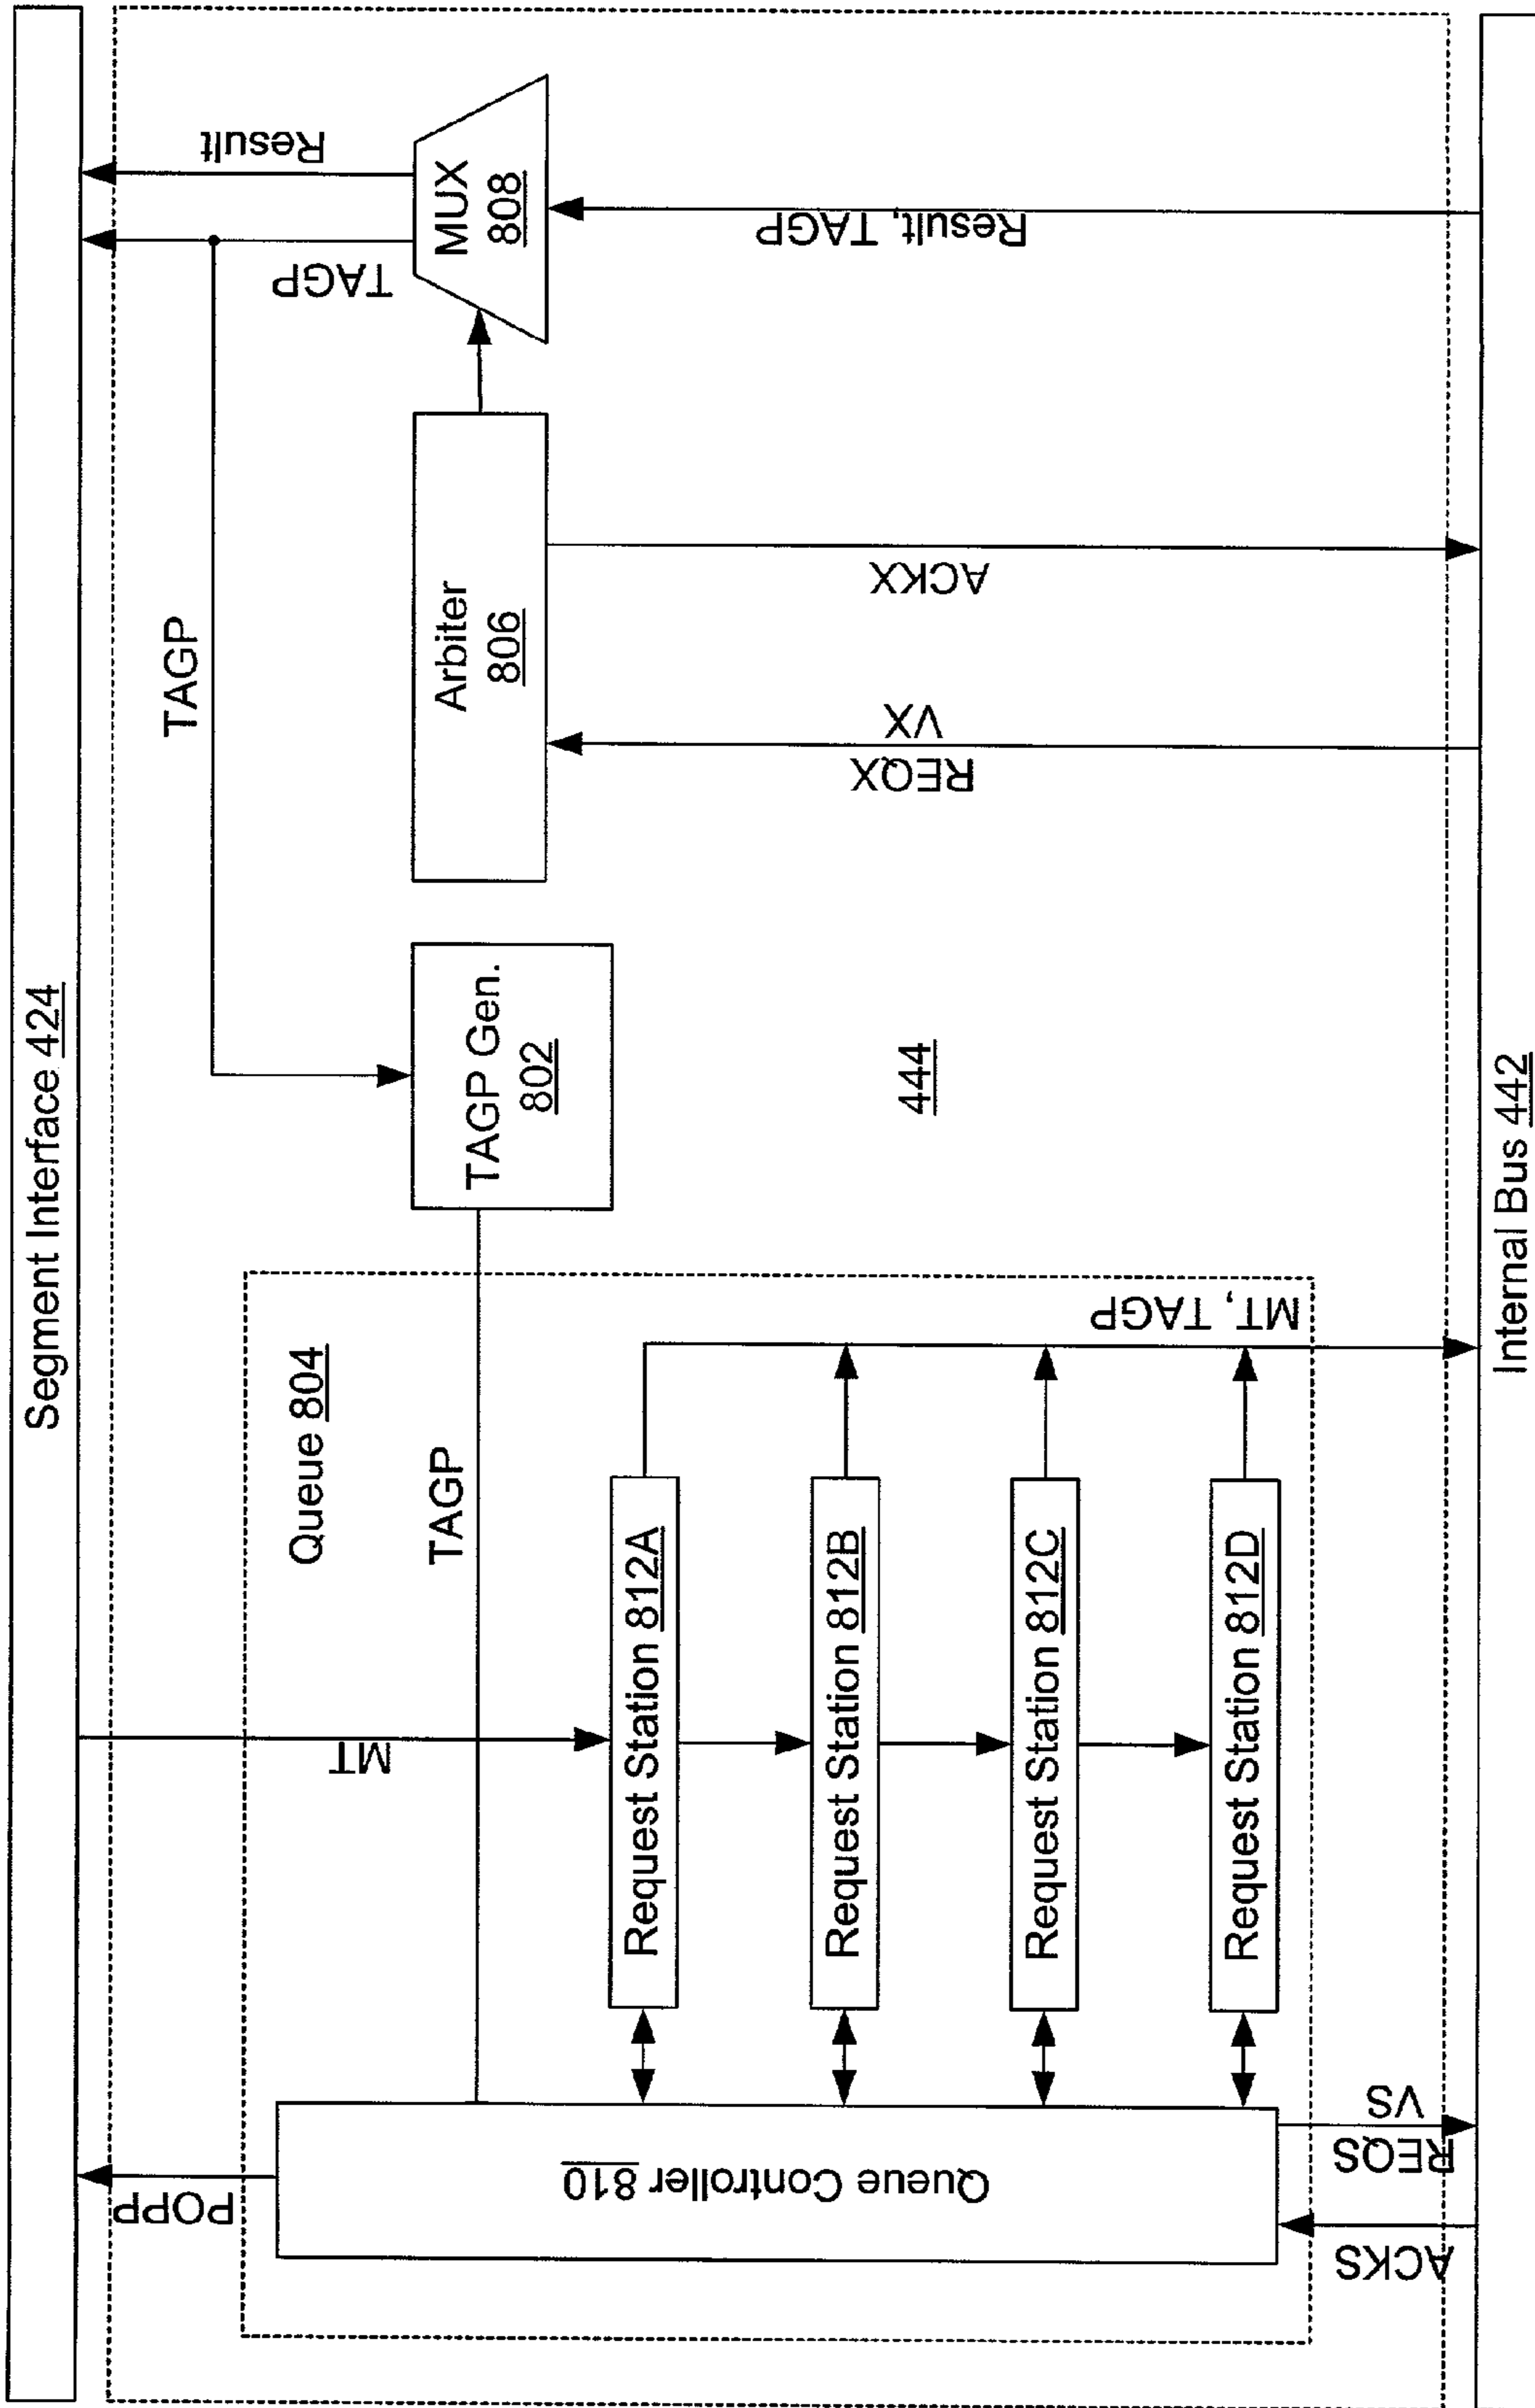 Segment Interface 424
POPP
MT
Queue 804
TAGP
TAGP
TAGP
Result
Queue Controller 810
Request Station 812A
Request Station 812B
Request Station 812C
Request Station 812D
MT, TAGP
TAGP Gen.
802
Arbiter
806
MUX
808
444
ACKS
REQS
VS
REQX
VX
ACKX
Result, TAGP
Internal Bus 442